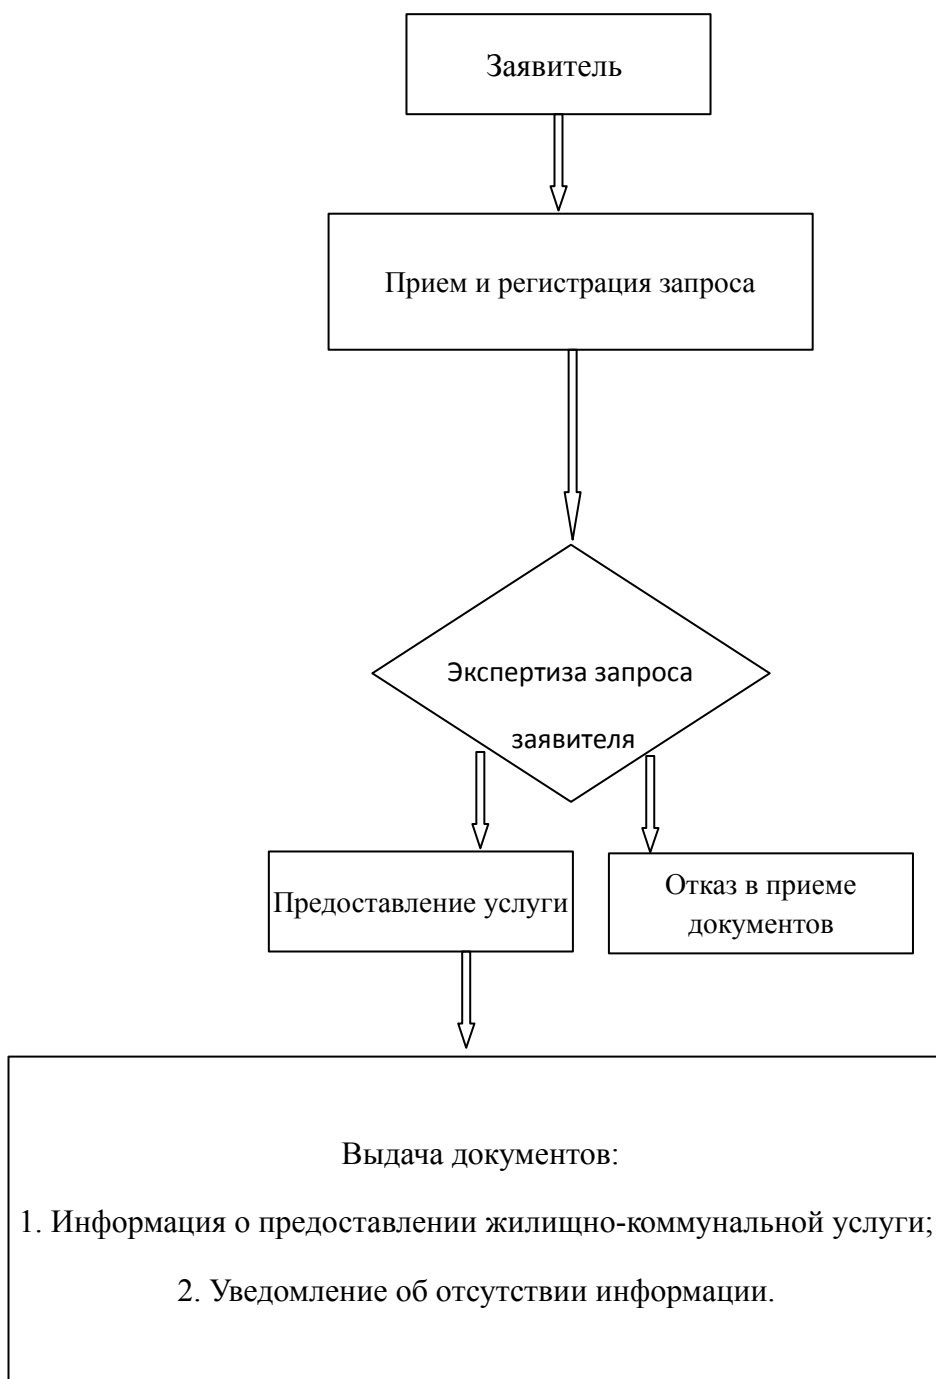 Заявитель
Прием и регистрация запроса
Экспертиза запроса
заявителя
Предоставление услуги
Отказ в приеме
документов
Выдача документов:
1. Информация о предоставлении жилищно-коммунальной услуги;
2. Уведомление об отсутствии информации.